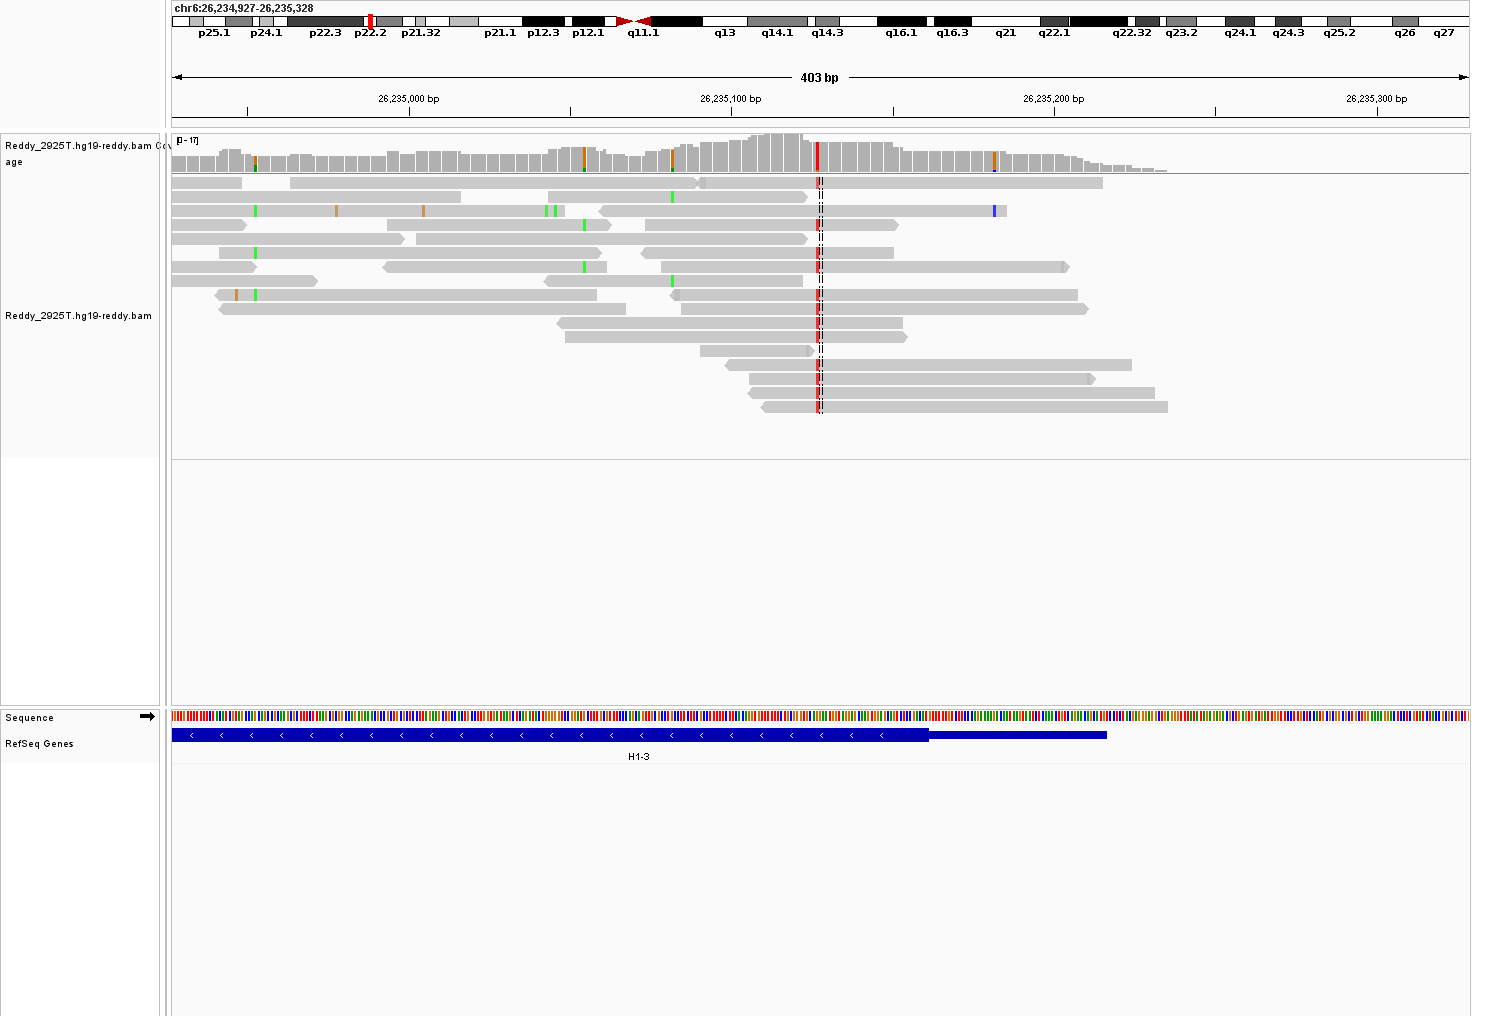 chr6:26,234,927-26,235,328
p25.1 p24.1 p22.3 p22.2 p21.32 p21.1 p12.3 p12.1 q11.1 q13 q14.1 q14.3 q16.1 q16.3 q21 q22.1 q22.32 q23.2 q24.1 q24.3 q25.2 q26 q27
403 bp
26,235,000 bp 26,235,100 bp 26,235,200 bp 26,235,300 bp
Reddy_2925T.hg19-reddy.bam Cov
age
[0 - 17]
Reddy_2925T.hg19-reddy.bam
Sequence
RefSeq Genes
H1-3